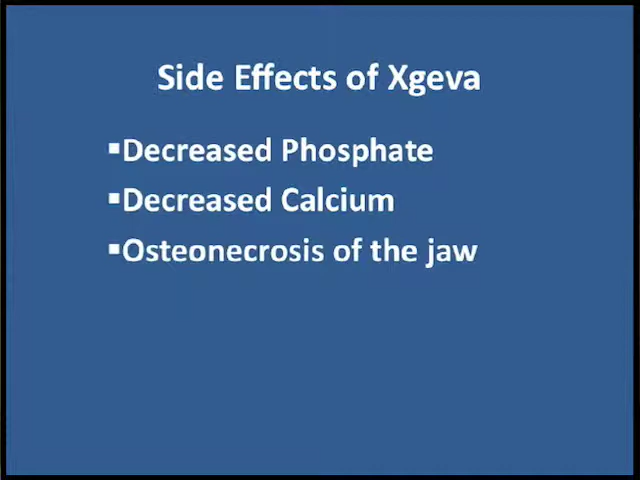 Side Effects of Xgeva
▪Decreased Phosphate
▪Decreased Calcium
▪Osteonecrosis of the jaw